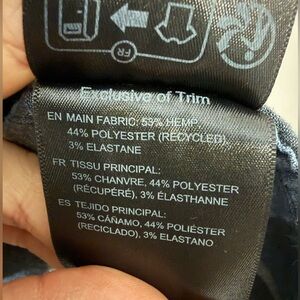 FR
Exclusive of Trim
EN MAIN FABRIC: 53% HEMP,
44% POLYESTER (RECYCLED),
3% ELASTANE
FR TISSU PRINCIPAL:
53% CHANVRE, 44% POLYESTER
(RÉCUPÉRÉ), 3% ÉLASTHANNE
ES TEJIDO PRINCIPAL:
53% CÁÑAMO, 44% POLIÉSTER
(RECICLADO), 3% ELASTANO